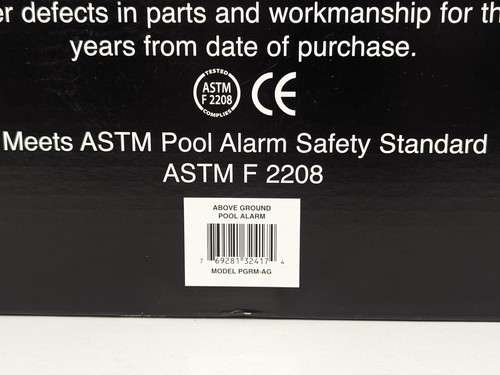 er defects in parts and workmanship for th
years from date of purchase.
TESTED
ASTM
F 2208
COMPLIES
CE
Meets ASTM Pool Alarm Safety Standard
ASTM F 2208
ABOVE GROUND
POOL ALARM
7 69281 32417 4
MODEL PGRM-AG